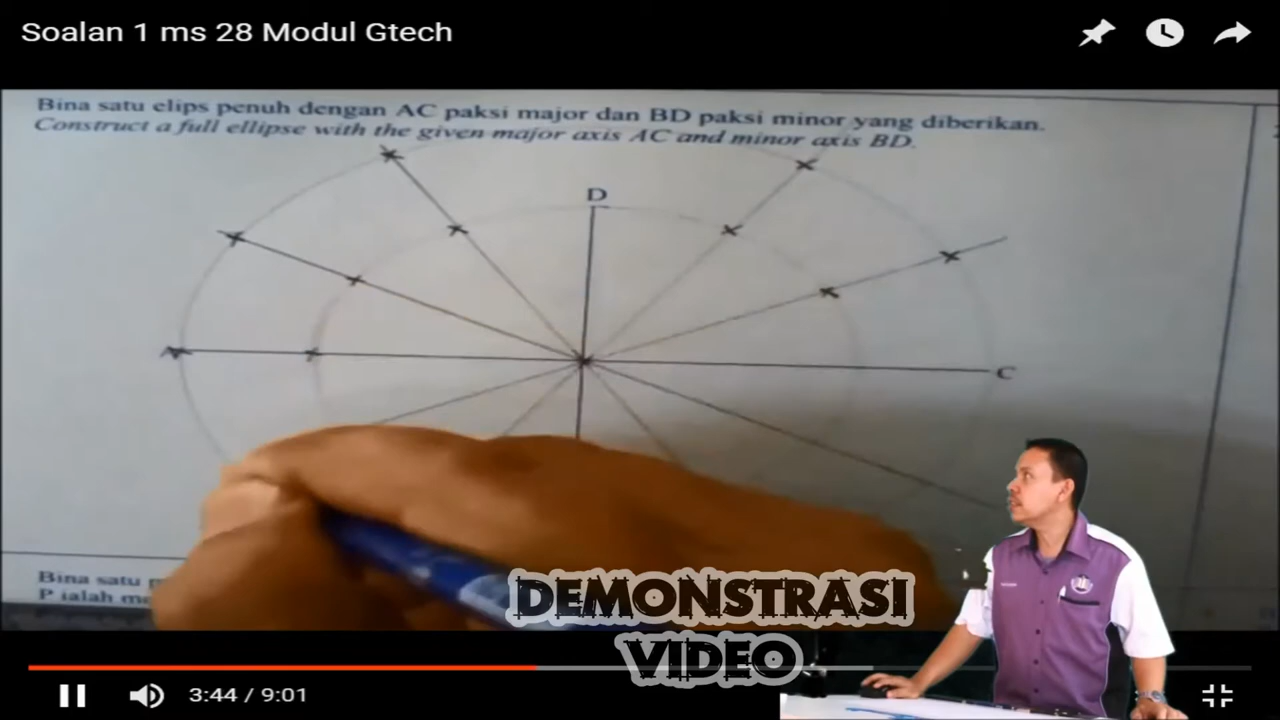 Soalan 1 ms 28 Modul Gtech
Bina satu elips penuh dengan AC paksi major dan BD paksi minor yang diberikan.
Construct a full ellipse with the given major axis AC and minor axis BD.
D
A
C
Bina satu
P ialah
DEMONSTRASI
VIDEO
3:44 / 9:01